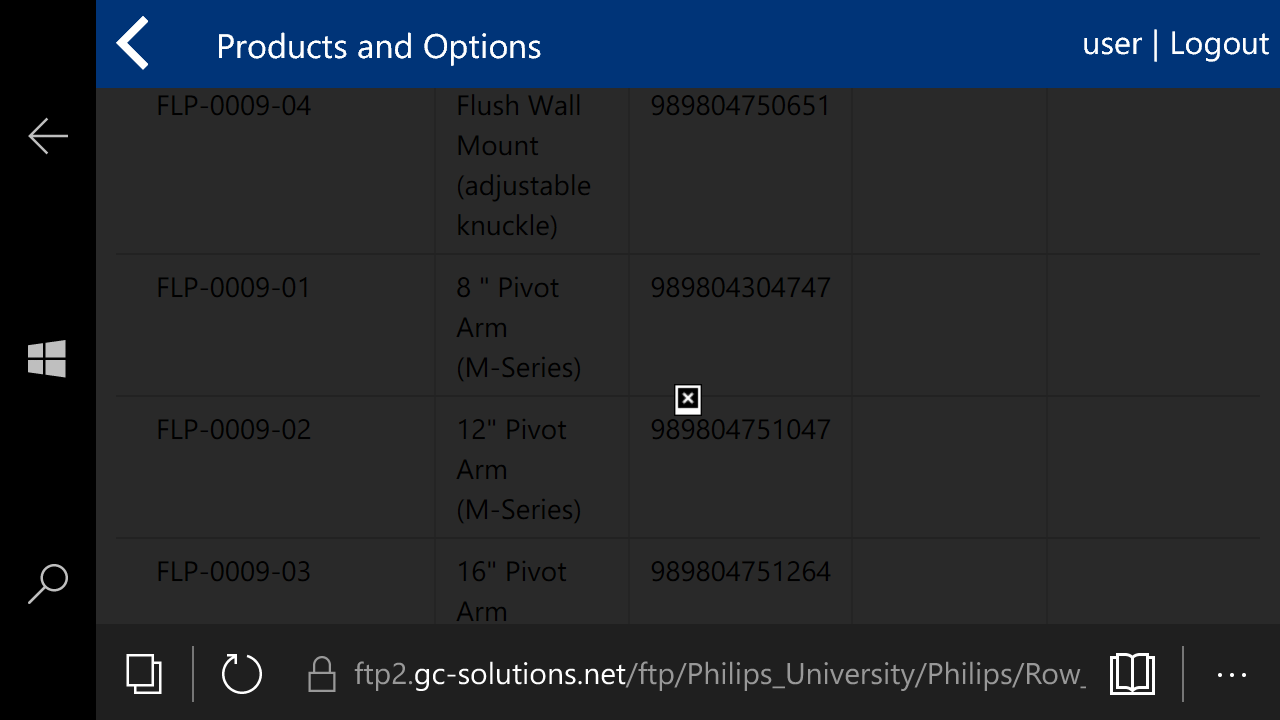 Products and Options
user | Logout
FLP-0009-04 Flush Wall 989804750651
Mount
(adjustable
knuckle)
FLP-0009-01 8 " Pivot 989804304747
Arm
(M-Series)
FLP-0009-02 12" Pivot 989804751047
Arm
(M-Series)
FLP-0009-03 16" Pivot 989804751264
Arm
ftp2.gc-solutions.net/ftp/Philips_University/Philips/Row_